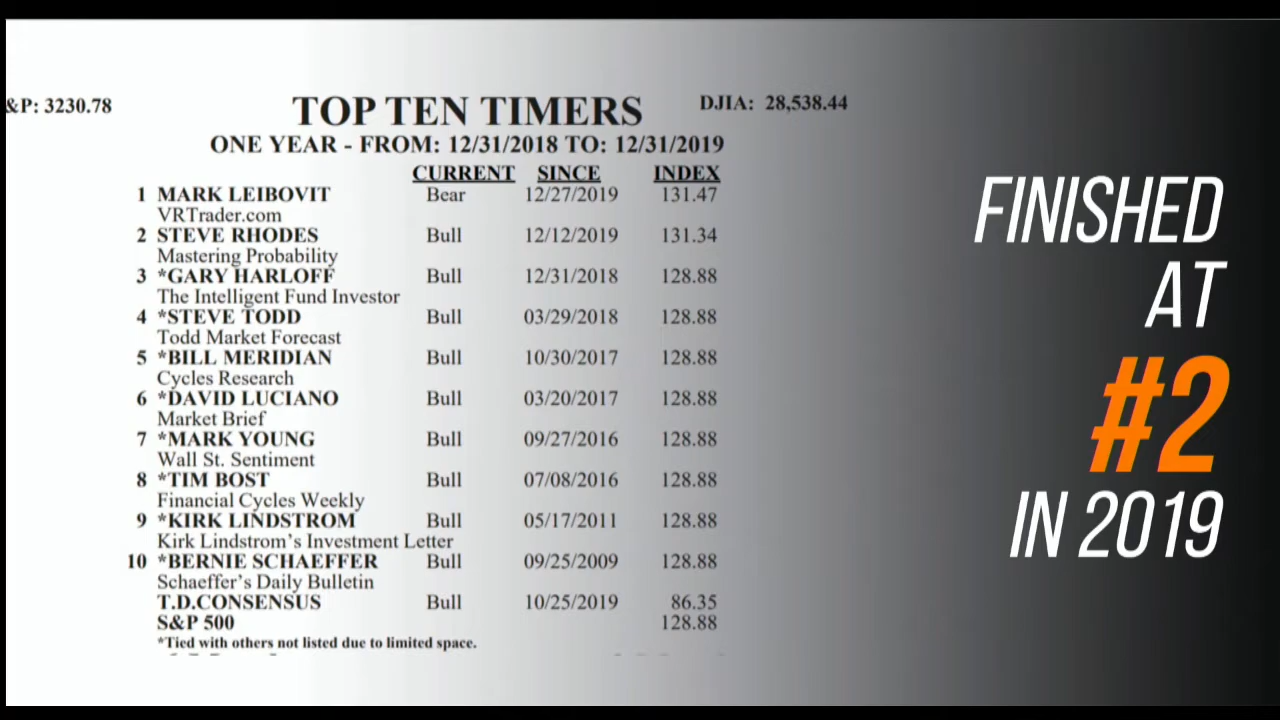 &P: 3230.78
TOP TEN TIMERS
DJIA: 28,538.44
ONE YEAR - FROM: 12/31/2018 TO: 12/31/2019
CURRENT SINCE INDEX
1 MARK LEIBOVIT Bear 12/27/2019 131.47
VRTrader.com
2 STEVE RHODES Bull 12/12/2019 131.34
Mastering Probability
3 *GARY HARLOFF Bull 12/31/2018 128.88
The Intelligent Fund Investor
4 *STEVE TODD Bull 03/29/2018 128.88
Todd Market Forecast
5 *BILL MERIDIAN Bull 10/30/2017 128.88
Cycles Research
6 *DAVID LUCIANO Bull 03/20/2017 128.88
Market Brief
7 *MARK YOUNG Bull 09/27/2016 128.88
Wall St. Sentiment
8 *TIM BOST Bull 07/08/2016 128.88
Financial Cycles Weekly
9 *KIRK LINDSTROM Bull 05/17/2011 128.88
Kirk Lindstrom's Investment Letter
10 *BERNIE SCHAEFFER Bull 09/25/2009 128.88
Schaeffer's Daily Bulletin
T.D.CONSENSUS Bull 10/25/2019 86.35
S&P 500 128.88
*Tied with others not listed due to limited space.
FINISHED
AT
#2
IN 2019